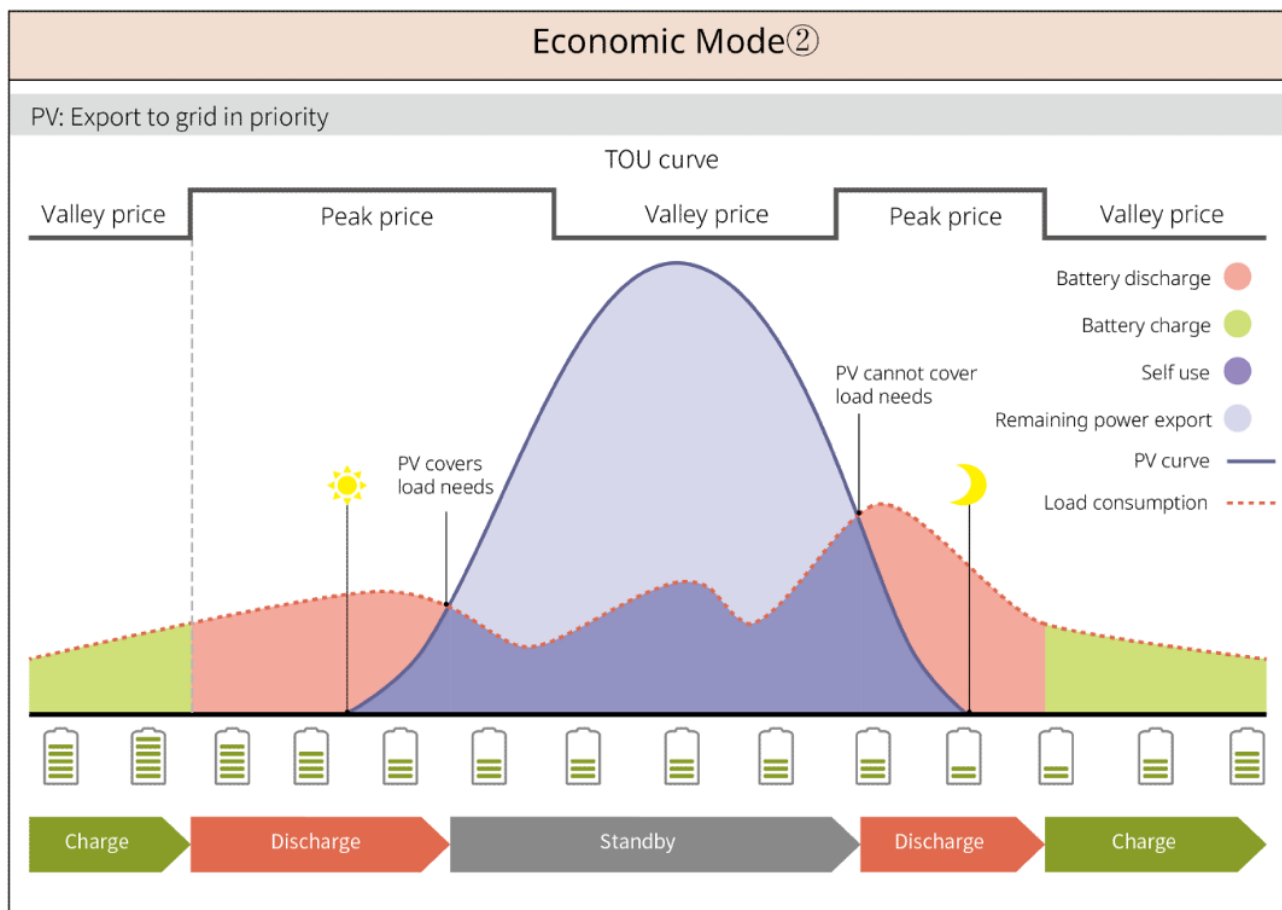 Economic Mode②
PV: Export to grid in priority
TOU curve
Valley price
Peak price
Valley price
Peak price
Valley price
Battery discharge
Battery charge
Self use
Remaining power export
PV curve
Load consumption
PV cannot cover
load needs
PV covers
load needs
Charge
Discharge
Standby
Discharge
Charge